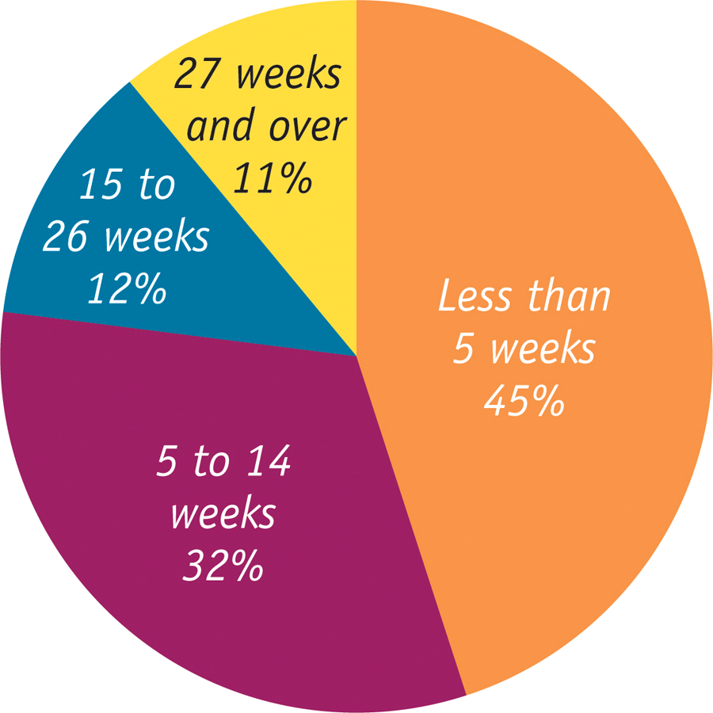 27 weeks
and over
11%
15 to
26 weeks
12%
Less than
5 weeks
45%
5 to 14
weeks
32%